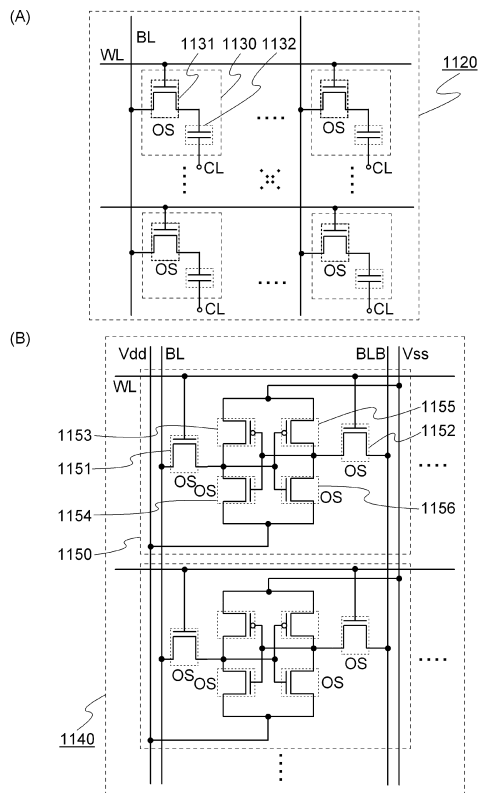 (A)
BL
1131 1130 1132
WL
1120
OS
OS
CL
CL
OS
OS
CL
CL
(B)
Vdd BL BLB Vss
WL
1153
1155
1151
1152
OS OS OS OS
1154
1156
1150
OS OS OS OS
1140